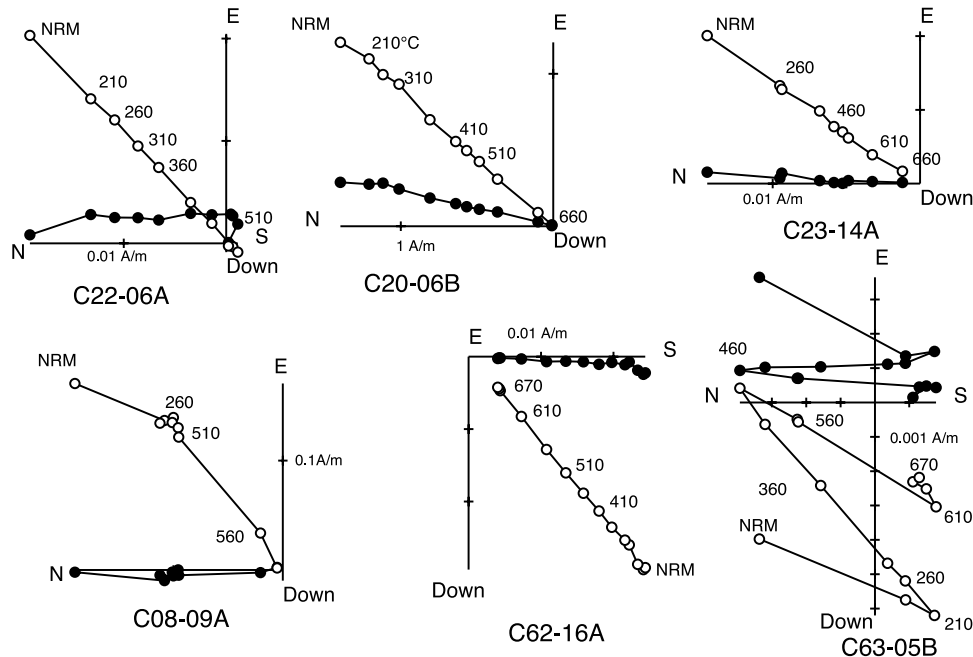 NRM
E
210
260
310
360
510
S
N
0.01 A/m
Down
C22-06A
NRM
E
210°C
310
410
510
660
N
1 A/m
Down
C20-06B
NRM
E
260
460
610
660
N
0.01 A/m
Down
C23-14A
E
260
510
0.1A/m
560
N
Down
C08-09A
0.01 A/m
E
S
670
610
510
410
NRM
Down
C62-16A
E
460
N
S
560
0.001 A/m
670
360
610
NRM
260
Down
210
C63-05B
NRM